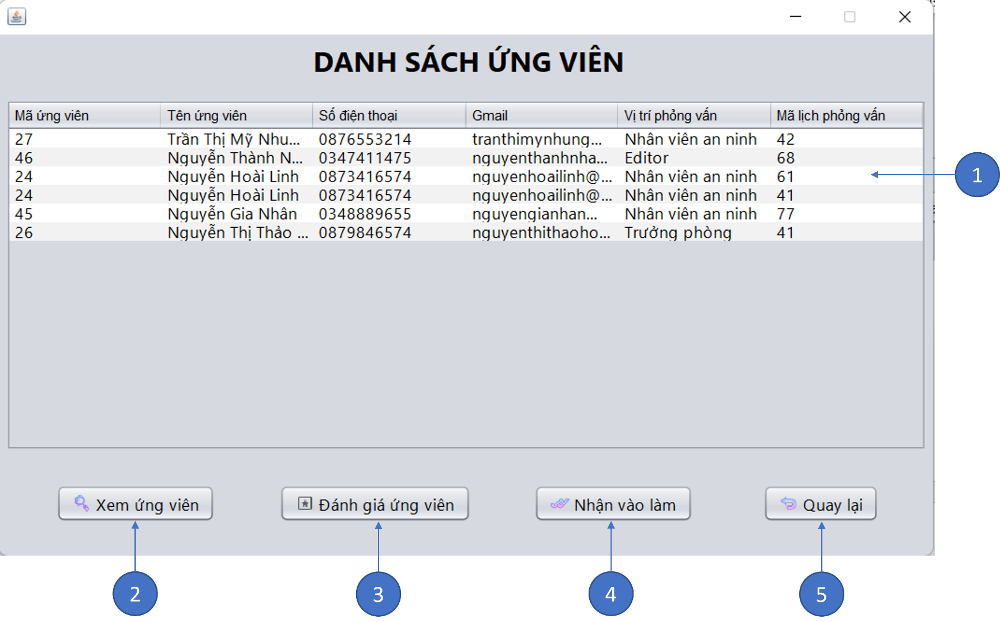 DANH SÁCH ỨNG VIÊN
Mã ứng viên Tên ứng viên Số điện thoại Gmail Vị trí phỏng vấn Mã lịch phỏng vấn
27 Trần Thị Mỹ Nhu... 0876553214 tranthimynhung... Nhân viên an ninh 42
46 Nguyễn Thành N... 0347411475 nguyenthanhnha... Editor 68
24 Nguyễn Hoài Linh 0873416574 nguyenhoailinh@... Nhân viên an ninh 61
24 Nguyễn Hoài Linh 0873416574 nguyenhoailinh@... Nhân viên an ninh 41
45 Nguyễn Gia Nhân 0348889655 nguyengianhan... Nhân viên an ninh 77
26 Nguyễn Thị Thảo ... 0879846574 nguyenthithaoho... Trưởng phòng 41
1
Xem ứng viên Đánh giá ứng viên Nhận vào làm Quay lại
2 3 4 5